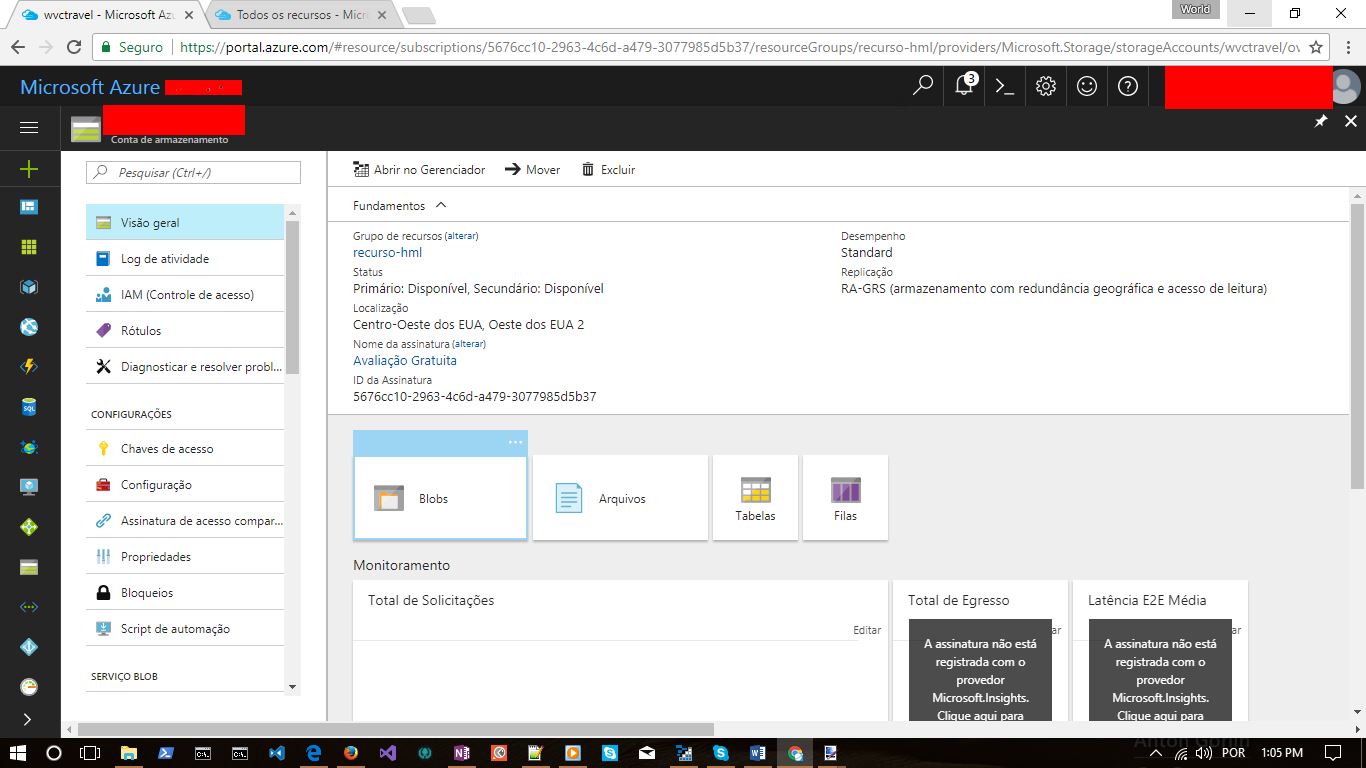 wvctravel - Microsoft Azu
Todos os recursos - Micr
World
Seguro
https://portal.azure.com/#resource/subscriptions/5676cc10-2963-4c6d-a479-3077985d5b37/resourceGroups/recurso-hml/providers/Microsoft.Storage/storageAccounts/wvctravel/ov
Microsoft Azure
3
Conta de armazenamento
Pesquisar (Ctrl+/)
Visão geral
Log de atividade
IAM (Controle de acesso)
Rótulos
Diagnosticar e resolver probl...
CONFIGURAÇÕES
Chaves de acesso
Configuração
Assinatura de acesso compar...
Propriedades
Bloqueios
Script de automação
SERVIÇO BLOB
Abrir no Gerenciador
Mover
Excluir
Fundamentos
Grupo de recursos (alterar)
recurso-hml
Status
Primário: Disponível, Secundário: Disponível
Localização
Centro-Oeste dos EUA, Oeste dos EUA 2
Nome da assinatura (alterar)
Avaliação Gratuita
ID da Assinatura
5676cc10-2963-4c6d-a479-3077985d5b37
Desempenho
Standard
Replicação
RA-GRS (armazenamento com redundância geográfica e acesso de leitura)
Blobs
Arquivos
Tabelas
Filas
Monitoramento
Total de Solicitações
Editar
Total de Egresso
ar
A assinatura não está
registrada com o
provedor
Microsoft.Insights.
Clique aqui para
Latência E2E Média
ar
A assinatura não está
registrada com o
provedor
Microsoft.Insights.
Clique aqui para
SQL
POR
1:05 PM